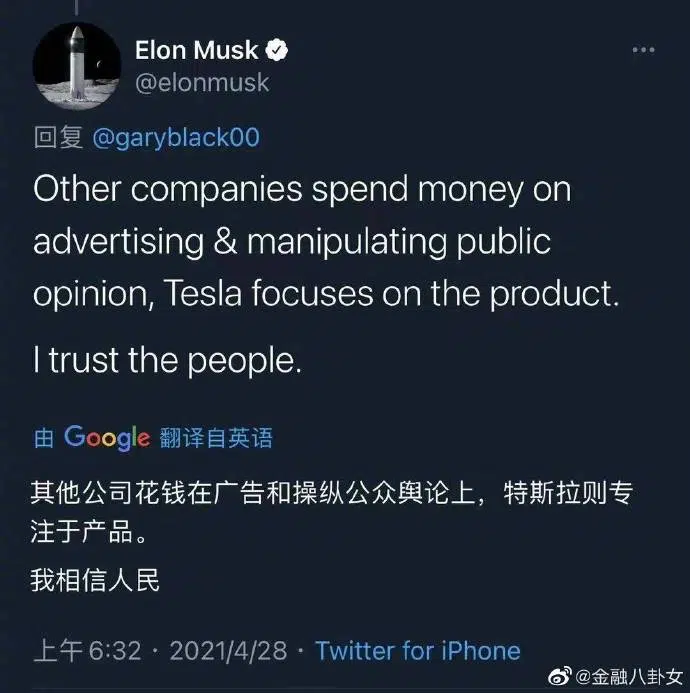 Elon Musk
@elonmusk
回复 @garyblack00
Other companies spend money on
advertising & manipulating public
opinion, Tesla focuses on the product.
I trust the people.
由 Google 翻译自英语
其他公司花钱在广告和操纵公众舆论上，特斯拉则专
注于产品。
我相信人民
上午 6:32 · 2021/4/28 · Twitter for iPhone
@金融八卦女